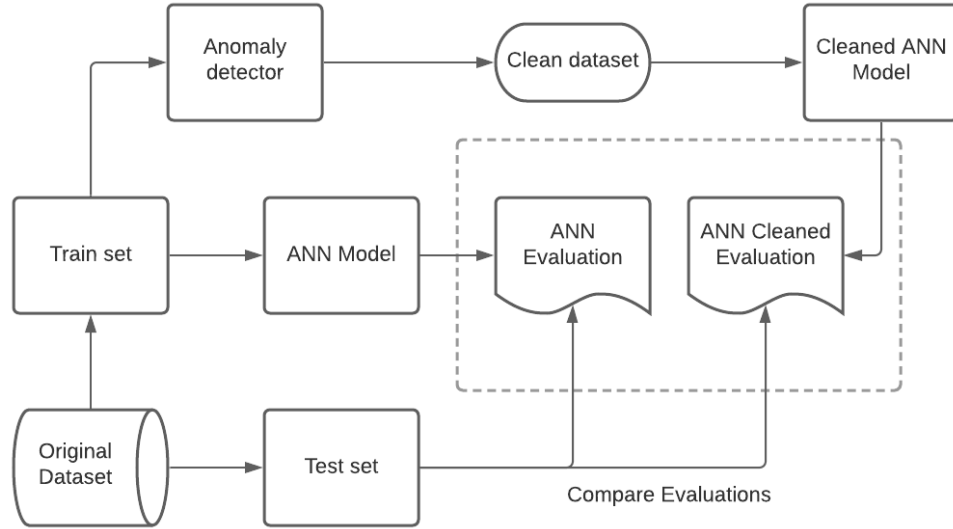 Anomaly
detector
Clean dataset
Cleaned ANN
Model
Train set
ANN Model
ANN
Evaluation
ANN Cleaned
Evaluation
Original
Dataset
Test set
Compare Evaluations